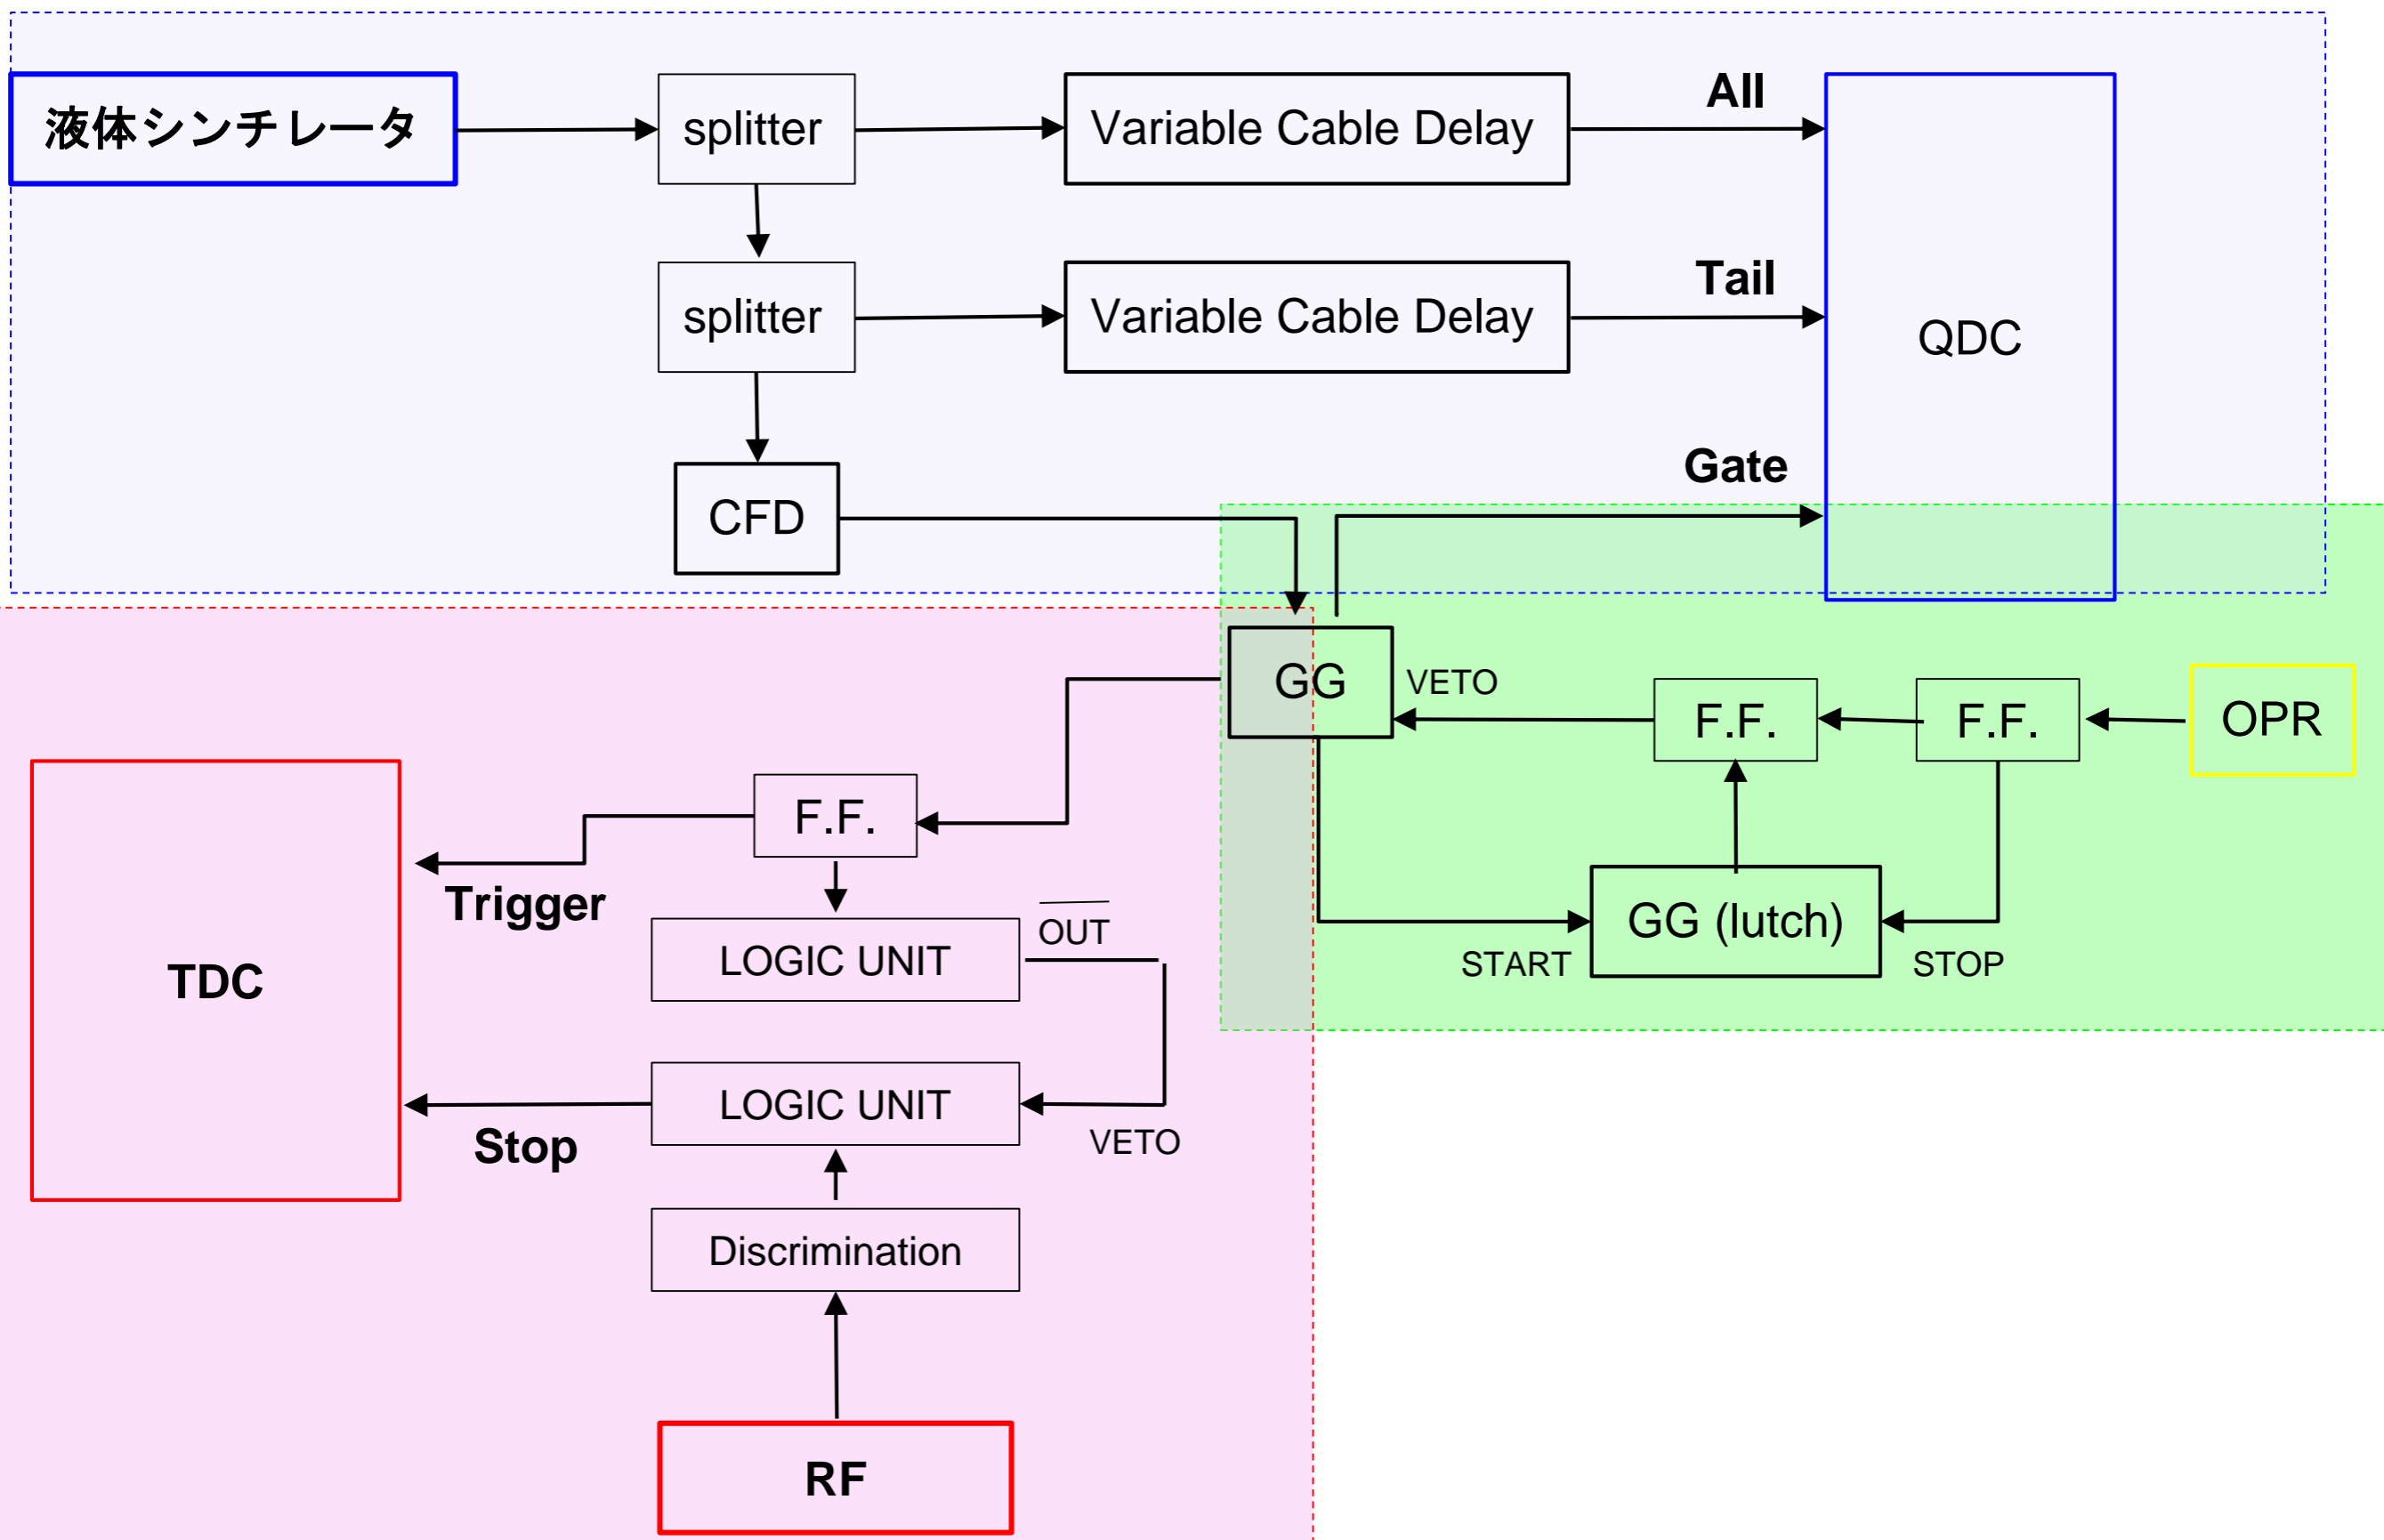 液体シンチレータ
splitter
Variable Cable Delay
All
splitter
Variable Cable Delay
Tail
QDC
Gate
CFD
GG
VETO
F.F.
F.F.
OPR
F.F.
Trigger
TDC
LOGIC UNIT
OUT
GG (lutch)
START
STOP
LOGIC UNIT
VETO
Stop
Discrimination
RF